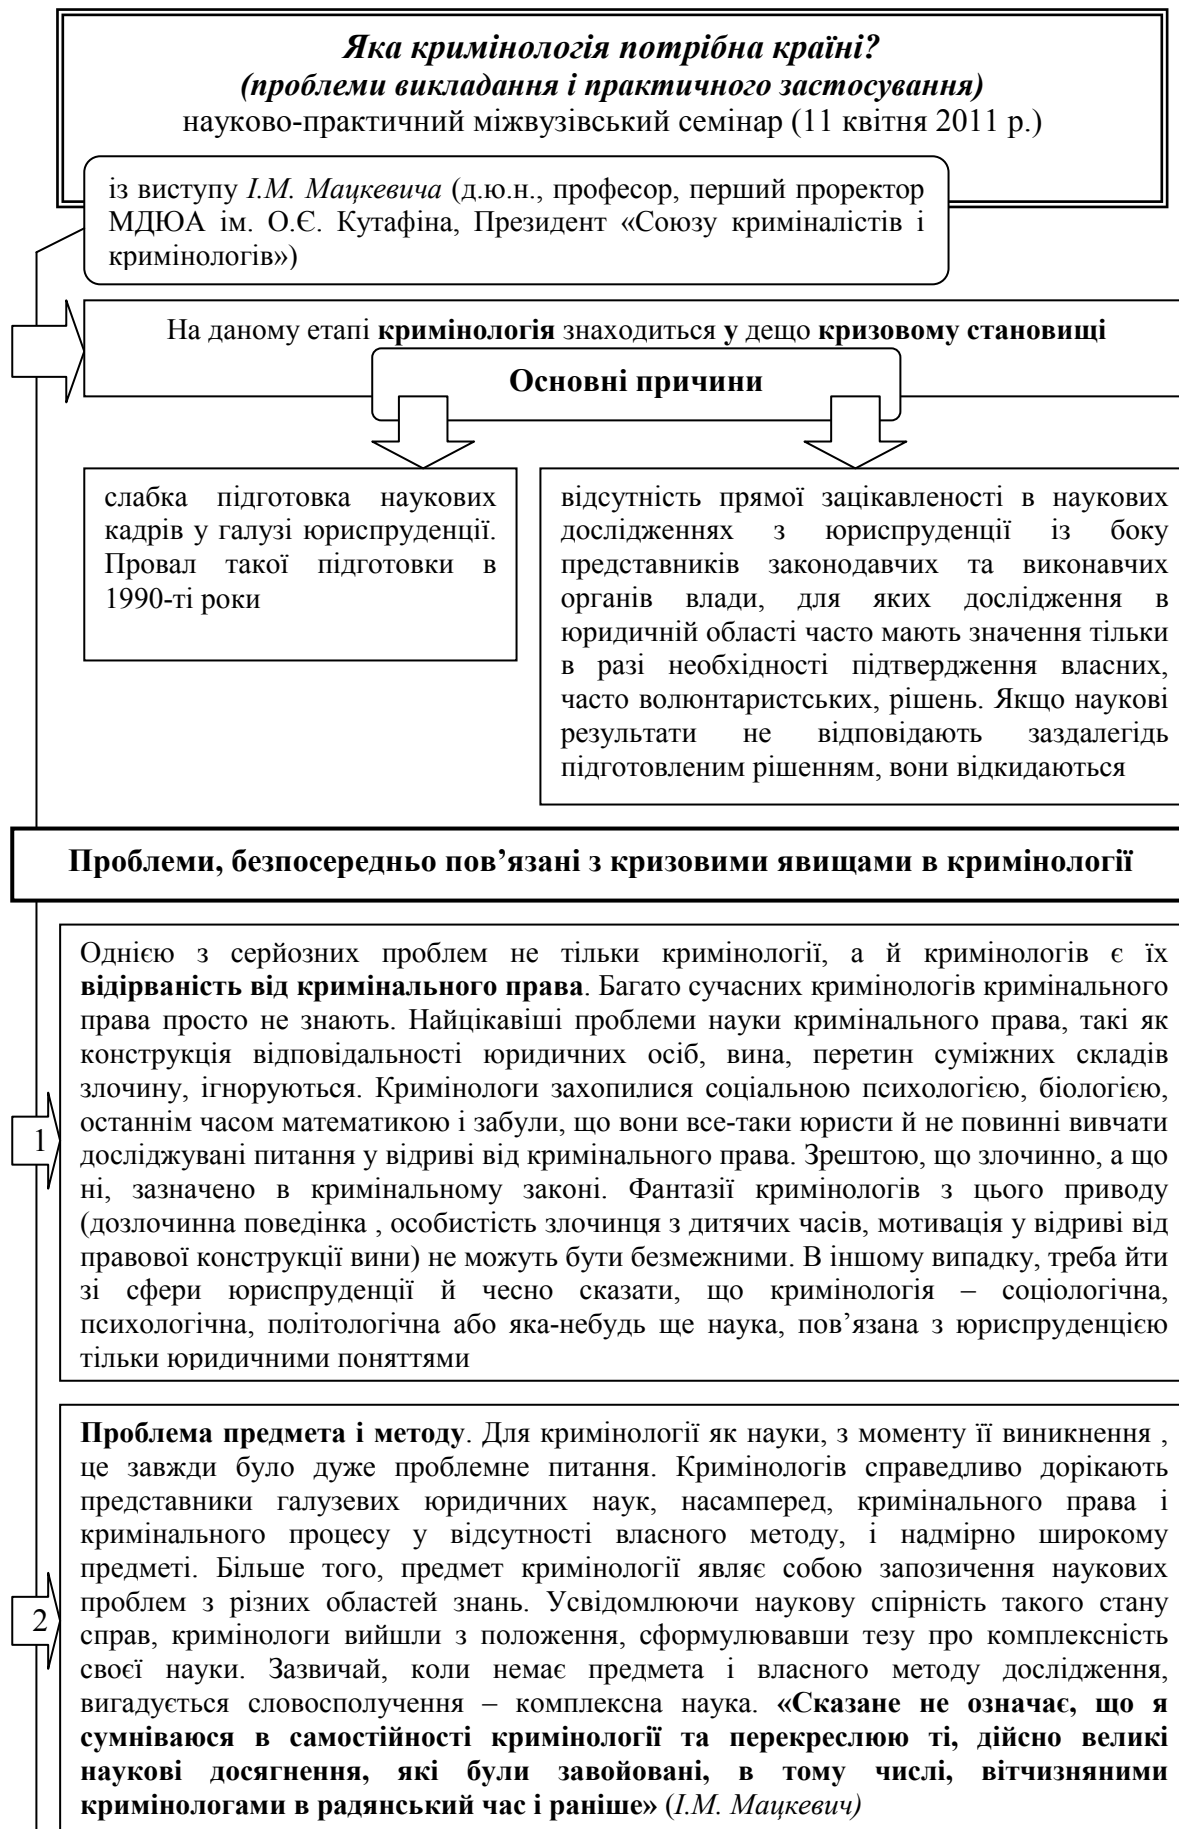 Яка кримінологія потрібна країні?
(проблеми викладання і практичного застосування)
науково-практичний міжвузівський семінар (11 квітня 2011 р.)
із виступу І.М. Мацкевича (д.ю.н., професор, перший проректор
МДЮА ім. О.Є. Кутафіна, Президент «Союзу криміналістів і
кримінологів»)
На даному етапі кримінологія знаходиться у дещо кризовому становищі
Основні причини
слабка підготовка наукових
кадрів у галузі юриспруденції.
Провал такої підготовки в
1990-ті роки
відсутність прямої зацікавленості в наукових
дослідженнях з юриспруденції із боку
представників законодавчих та виконавчих
органів влади, для яких дослідження в
юридичній області часто мають значення тільки
в разі необхідності підтвердження власних,
часто волюнтаристських, рішень. Якщо наукові
результати не відповідають заздалегідь
підготовленим рішенням, вони відкидаються
Проблеми, безпосередньо пов’язані з кризовими явищами в кримінології
1
Однією з серйозних проблем не тільки кримінології, а й кримінологів є їх
відірваність від кримінального права. Багато сучасних кримінологів кримінального
права просто не знають. Найцікавіші проблеми науки кримінального права, такі як
конструкція відповідальності юридичних осіб, вина, перетин суміжних складів
злочину, ігноруються. Кримінологи захопилися соціальною психологією, біологією,
останнім часом математикою і забули, що вони все-таки юристи й не повинні вивчати
досліджувані питання у відриві від кримінального права. Зрештою, що злочинно, а що
ні, зазначено в кримінальному законі. Фантазії кримінологів з цього приводу
(дозлочинна поведінка , особистість злочинця з дитячих часів, мотивація у відриві від
правової конструкції вини) не можуть бути безмежними. В іншому випадку, треба йти
зі сфери юриспруденції й чесно сказати, що кримінологія – соціологічна,
психологічна, політологічна або яка-небудь ще наука, пов’язана з юриспруденцією
тільки юридичними поняттями
2
Проблема предмета і методу. Для кримінології як науки, з моменту її виникнення ,
це завжди було дуже проблемне питання. Кримінологів справедливо дорікають
представники галузевих юридичних наук, насамперед, кримінального права і
кримінального процесу у відсутності власного методу, і надмірно широкому
предметі. Більше того, предмет кримінології являє собою запозичення наукових
проблем з різних областей знань. Усвідомлюючи наукову спірність такого стану
справ, кримінологи вийшли з положення, сформулювавши тезу про комплексність
своєї науки. Зазвичай, коли немає предмета і власного методу дослідження,
вигадується словосполучення – комплексна наука. «Сказане не означає, що я
сумніваюся в самостійності кримінології та перекреслюю ті, дійсно великі
наукові досягнення, які були завойовані, в тому числі, вітчизняними
кримінологами в радянський час і раніше» (І.М. Мацкевич)